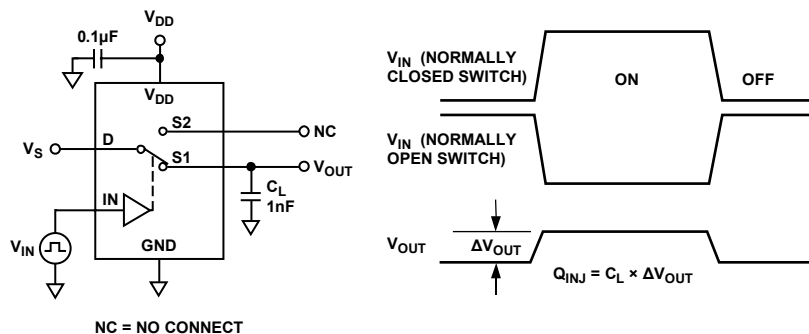 V_DD
0.1µF
V_DD
S2
NC
V_S
D
S1
V_OUT
C_L
1nF
IN
V_IN
GND
NC = NO CONNECT
V_IN (NORMALLY
CLOSED SWITCH)
ON
OFF
V_IN (NORMALLY
OPEN SWITCH)
V_OUT
ΔV_OUT
Q_INJ = C_L × ΔV_OUT